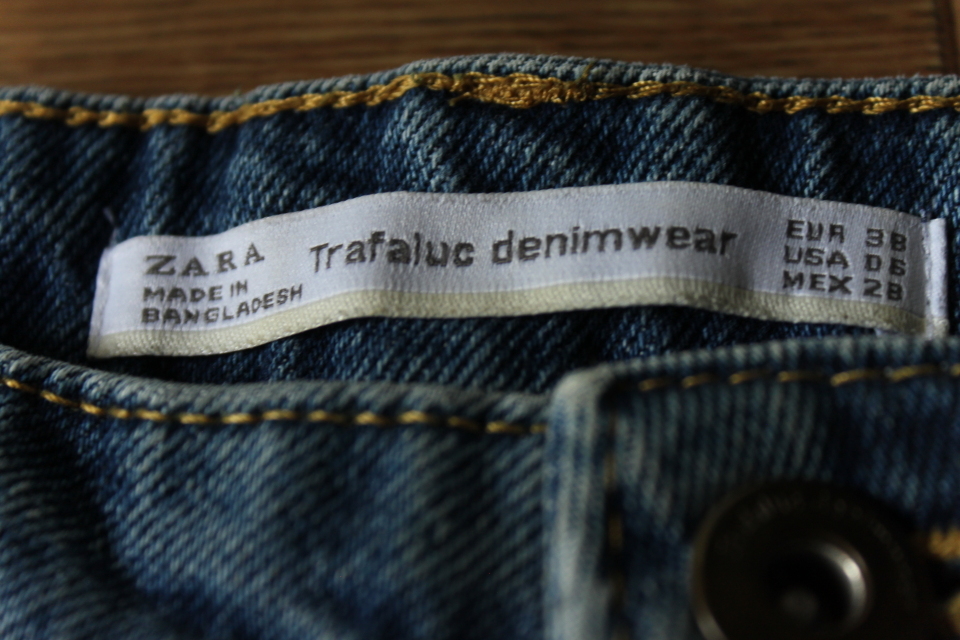 ZARA
MADE IN
BANGLADESH
Trafaluc denimwear
EUR 38
USA 06
MEX 28